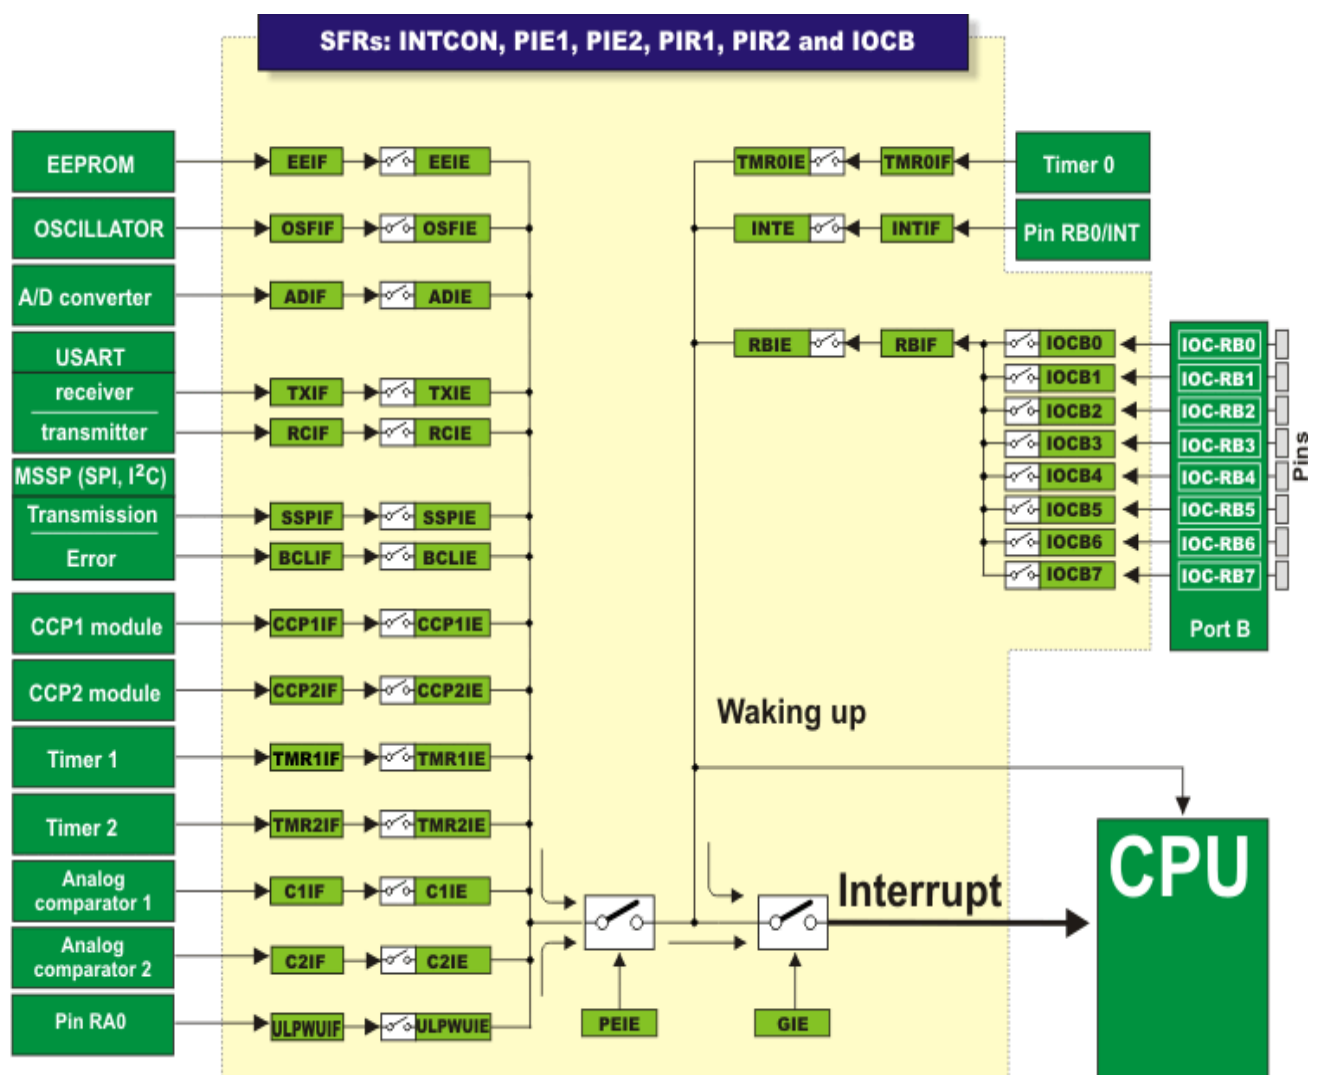 SFRs: INTCON, PIE1, PIE2, PIR1, PIR2 and IOCB
EEPROM
EEIF
EEIE
TMR0IE
TMR0IF
Timer 0
OSCILLATOR
OSFIF
OSFIE
INTE
INTIF
Pin RB0/INT
A/D converter
ADIF
ADIE
RBIE
RBIF
IOCB0
IOC-RB0
IOCB1
IOC-RB1
IOCB2
IOC-RB2
IOCB3
IOC-RB3
IOCB4
IOC-RB4
IOCB5
IOC-RB5
IOCB6
IOC-RB6
IOCB7
IOC-RB7
Pins
Port B
USART
receiver
TXIF
TXIE
transmitter
RCIF
RCIE
MSSP (SPI, I²C)
Transmission
SSPIF
SSPIE
Error
BCLIF
BCLIE
CCP1 module
CCP1IF
CCP1IE
CCP2 module
CCP2IF
CCP2IE
Waking up
Timer 1
TMR1IF
TMR1IE
Timer 2
TMR2IF
TMR2IE
Analog
comparator 1
C1IF
C1IE
Interrupt
CPU
Analog
comparator 2
C2IF
C2IE
Pin RA0
ULPWUIF
ULPWUIE
PEIE
GIE